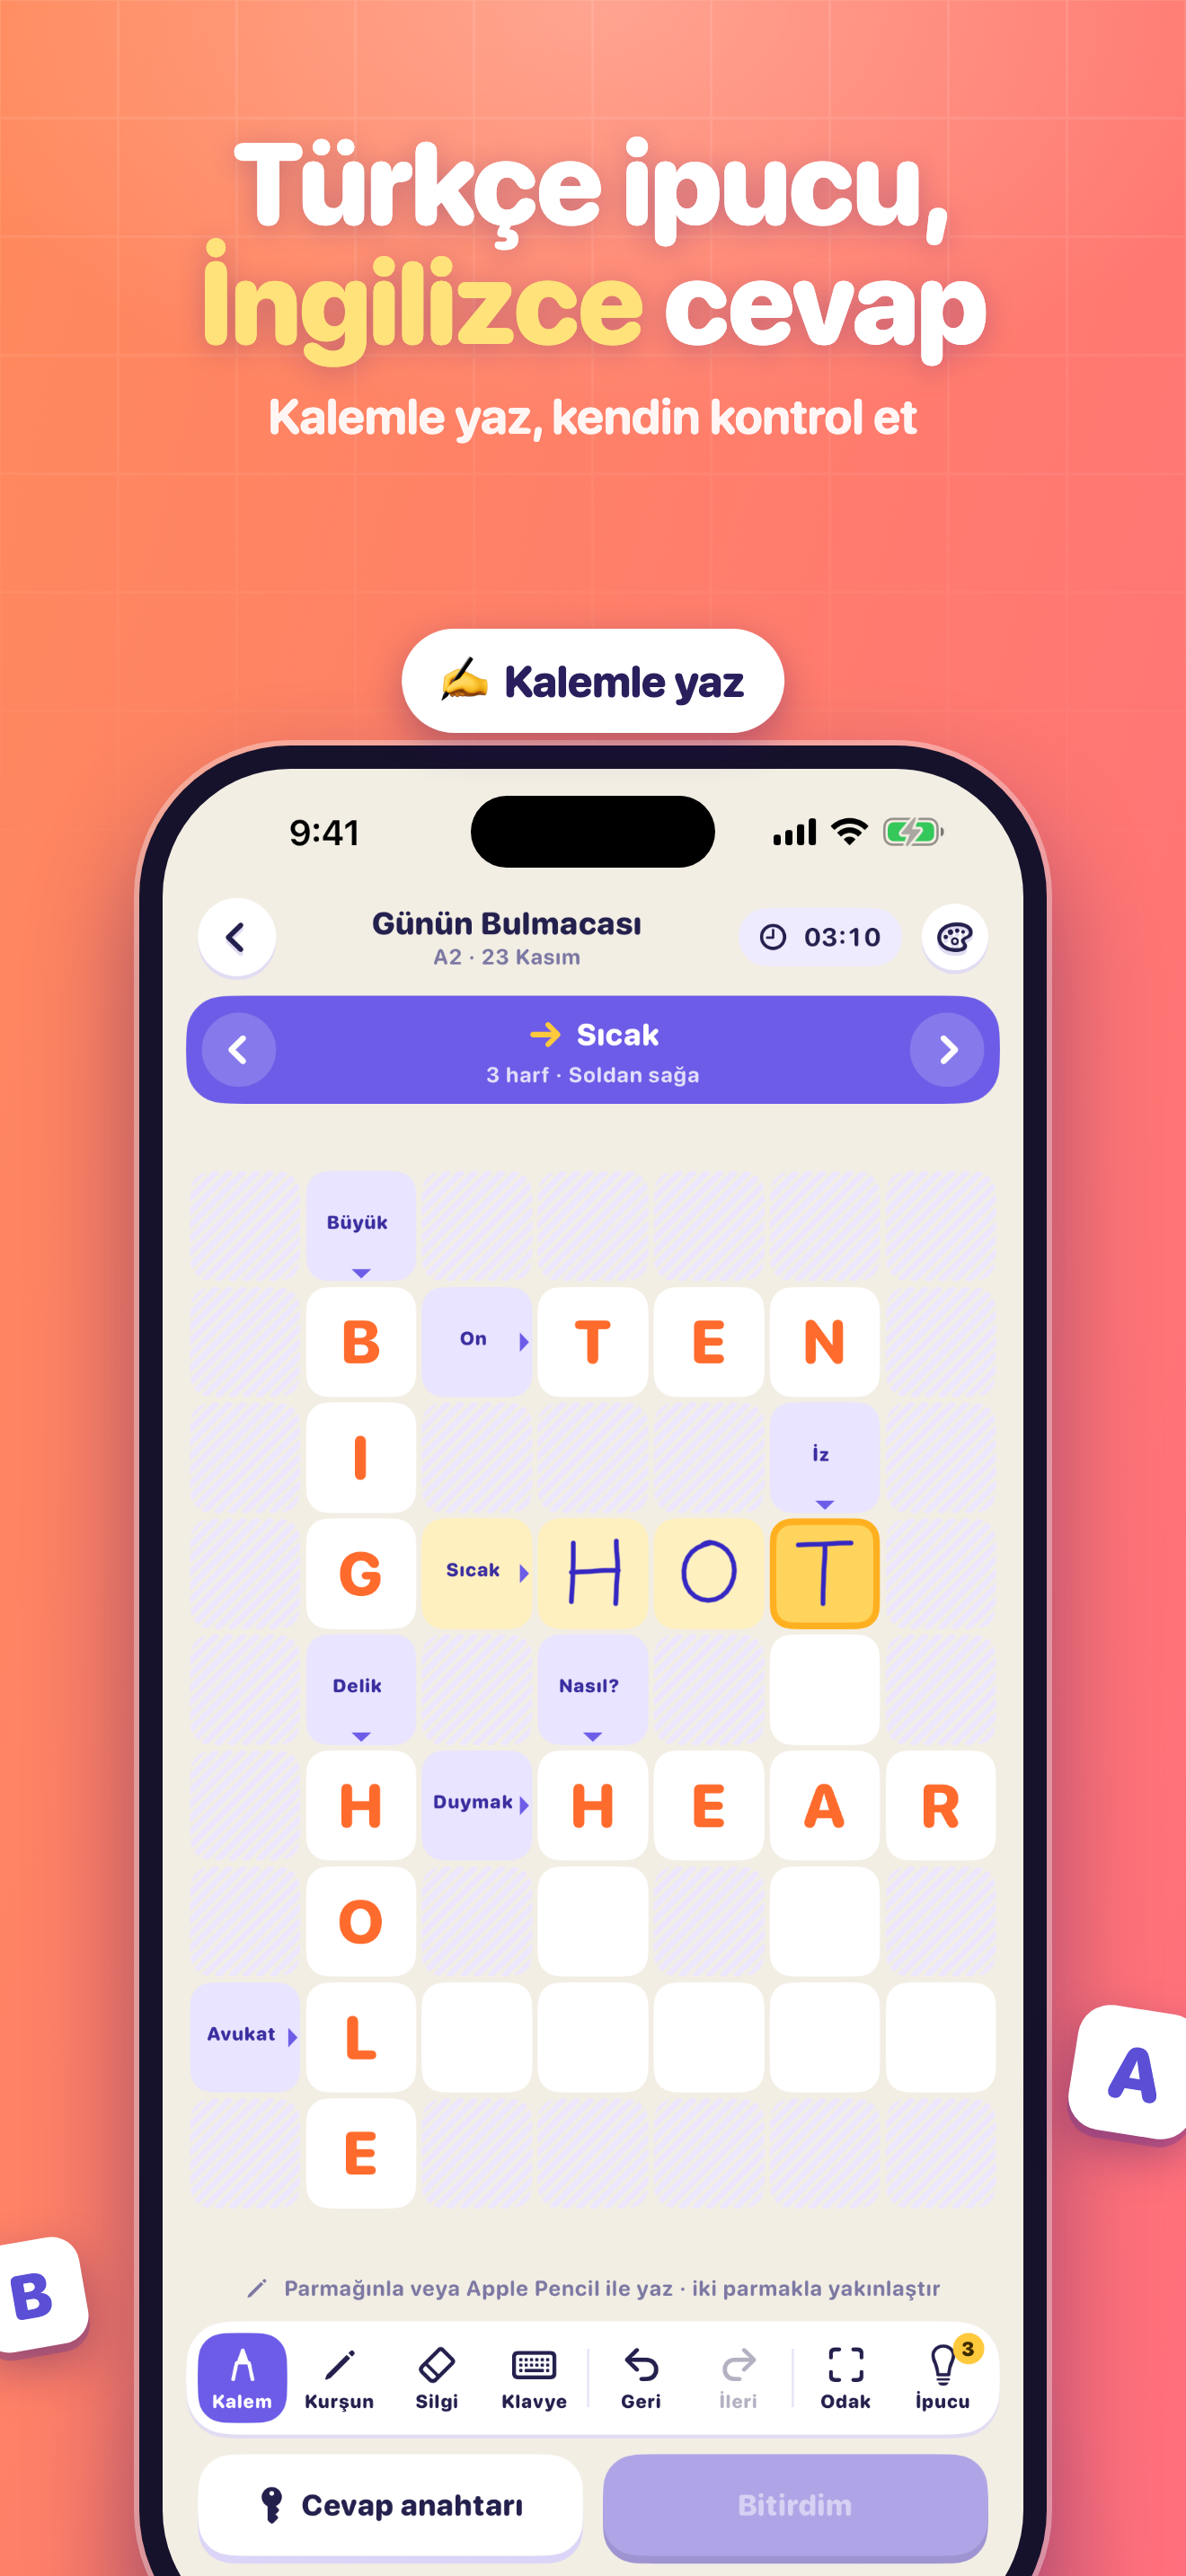 Türkçe ipucu,
İngilizce cevap
Kalemle yaz, kendin kontrol et
✍️ Kalemle yaz
9:41
Günün Bulmacası
A2 · 23 Kasım
03:10
→ Sıcak
3 harf · Soldan sağa
Büyük
B On T E N
I İz
G Sıcak H O T
Delik Nasıl?
H Duymak H E A R
O
Avukat L
E
A
B
Parmağınla veya Apple Pencil ile yaz · iki parmakla yakınlaştır
3
Kalem Kurşun Silgi Klavye Geri İleri Odak İpucu
Cevap anahtarı Bitirdim